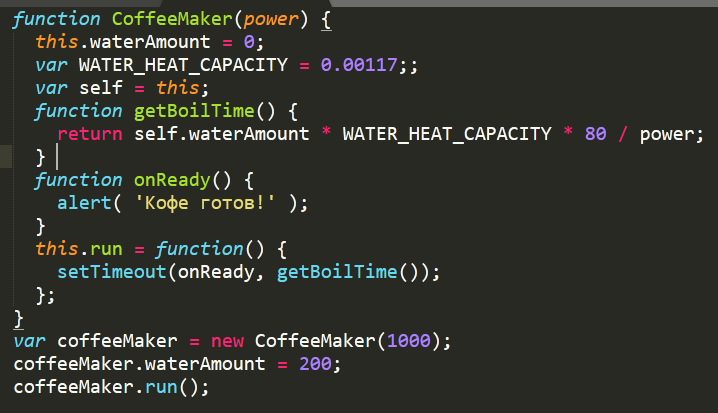 function CoffeeMaker(power) {
  this.waterAmount = 0;
  var WATER_HEAT_CAPACITY = 0.00117;;
  var self = this;
  function getBoilTime() {
    return self.waterAmount * WATER_HEAT_CAPACITY * 80 / power;
  }
  function onReady() {
    alert( 'Кофе готов!' );
  }
  this.run = function() {
    setTimeout(onReady, getBoilTime());
  };
}
var coffeeMaker = new CoffeeMaker(1000);
coffeeMaker.waterAmount = 200;
coffeeMaker.run();